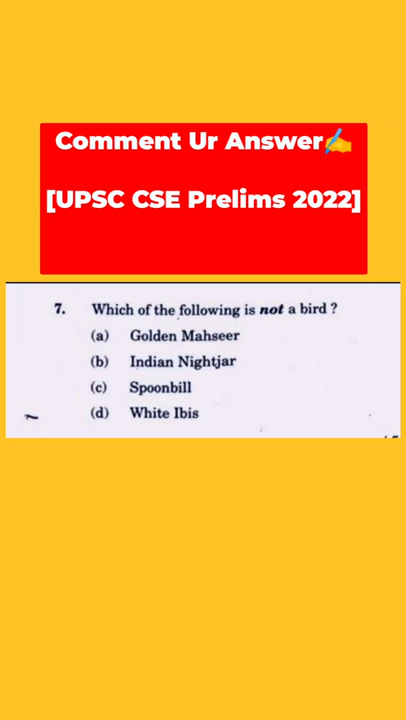 Comment Ur Answer✍️
[UPSC CSE Prelims 2022]
7. Which of the following is not a bird ?
(a) Golden Mahseer
(b) Indian Nightjar
(c) Spoonbill
(d) White Ibis